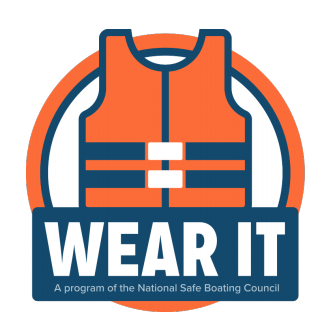 WEAR IT
A program of the National Safe Boating Council